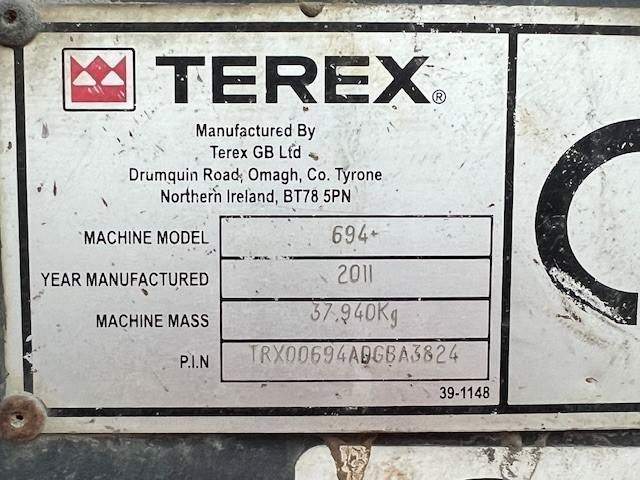 TEREX®
Manufactured By
Terex GB Ltd
Drumquin Road, Omagh, Co. Tyrone
Northern Ireland, BT78 5PN
MACHINE MODEL 694+
YEAR MANUFACTURED 2011
MACHINE MASS 37,940Kg
P.I.N TRX00694ADGBA3824
39-1148